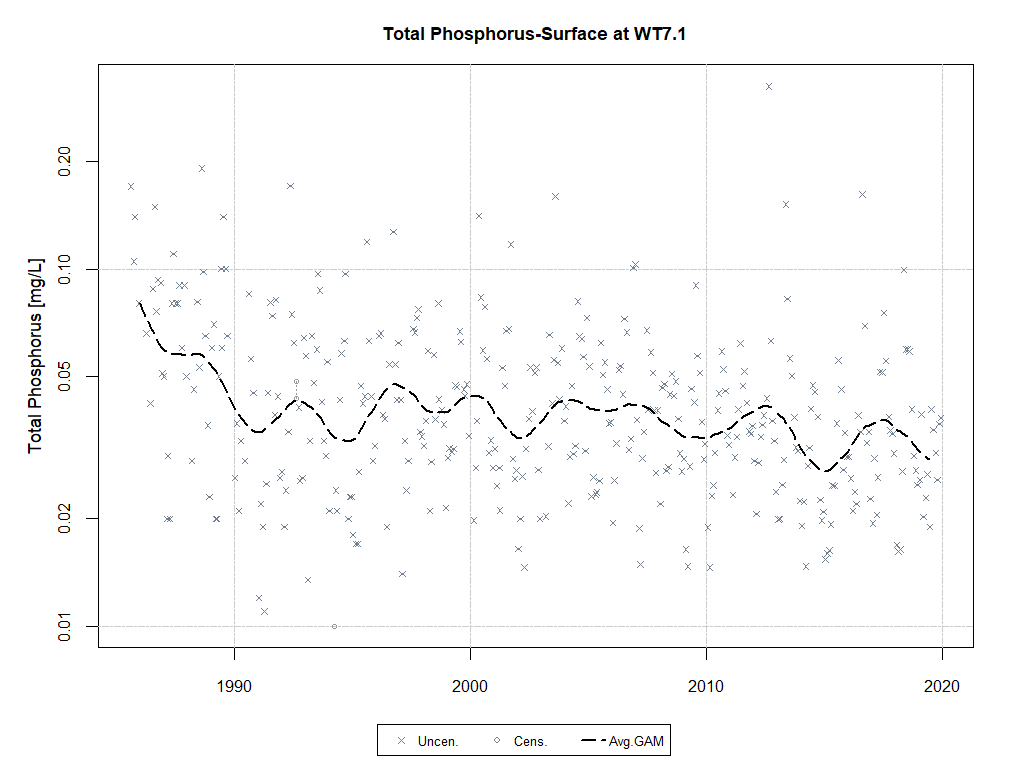 Total Phosphorus-Surface at WT7.1
Total Phosphorus [mg/L]
0.20
0.10
0.05
0.02
0.01
1990 2000 2010 2020
Uncen. Cens. Avg.GAM